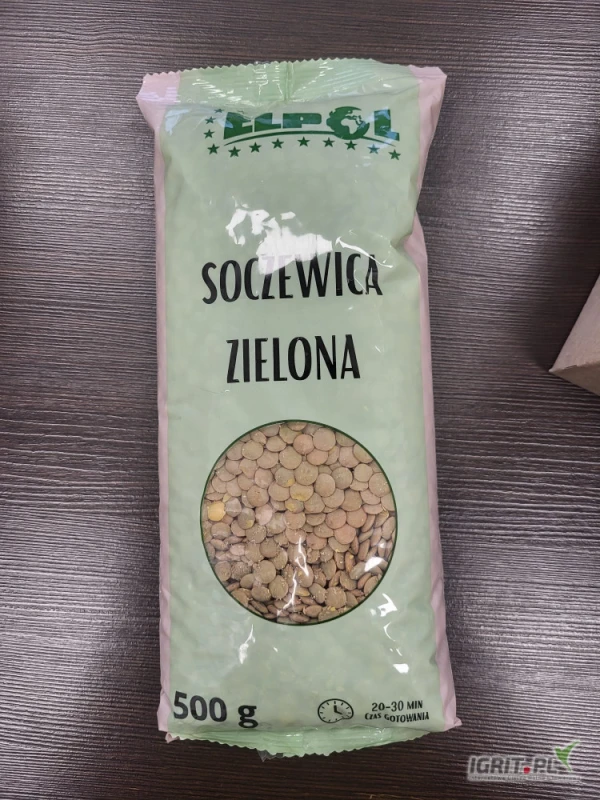 ELPOL
SOCZEWICA
ZIELONA
500 g
20-30 MIN
CZAS GOTOWANIA
IGRIT.PL